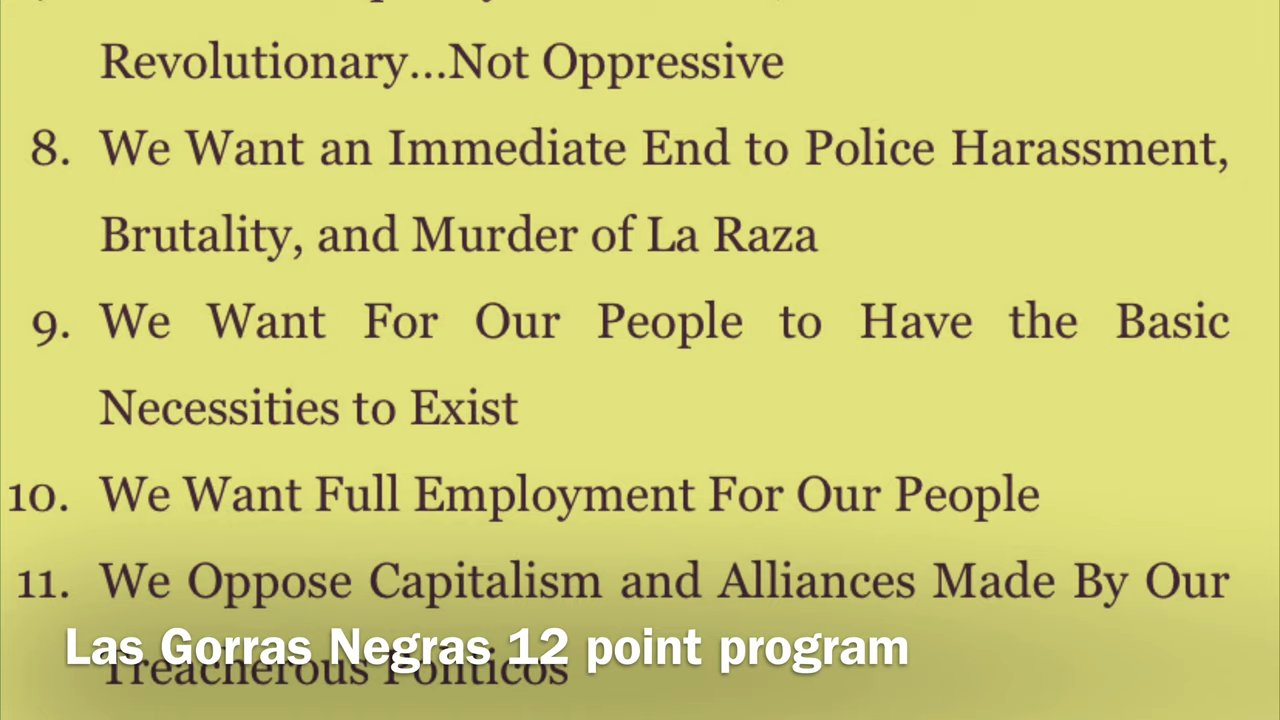 Revolutionary...Not Oppressive
8. We Want an Immediate End to Police Harassment,
Brutality, and Murder of La Raza
9. We Want For Our People to Have the Basic
Necessities to Exist
10. We Want Full Employment For Our People
11. We Oppose Capitalism and Alliances Made By Our
Treacherous Politicos
Las Gorras Negras 12 point program